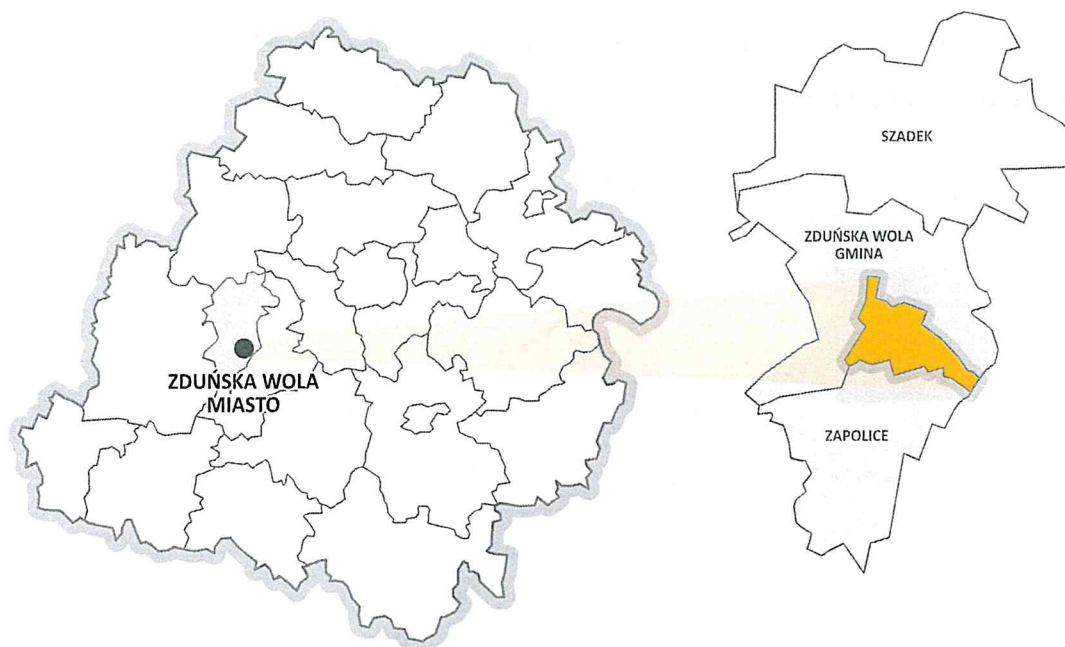 ZDUŃSKA WOLA
MIASTO
SZADEK
ZDUŃSKA WOLA
GMINA
ZAPOLICE